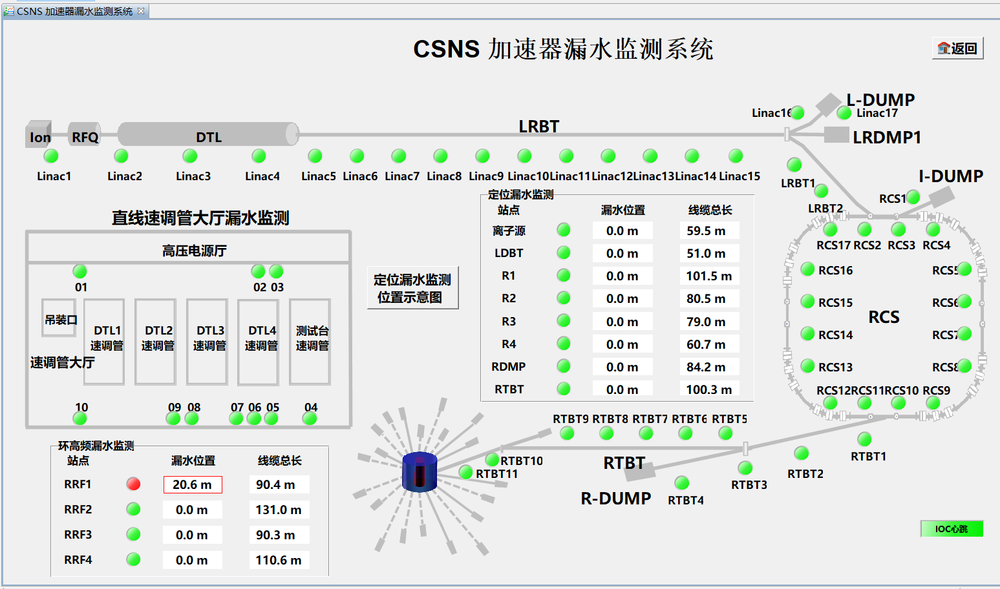 CSNS 加速器漏水监测系统
CSNS 加速器漏水监测系统
返回
L-DUMP
Linac16
Linac17
LRBT
Ion
RFQ
DTL
LRDMP1
Linac1
Linac2
Linac3
Linac4
Linac5
Linac6
Linac7
Linac8
Linac9
Linac10
Linac11
Linac12
Linac13
Linac14
Linac15
LRBT1
LRBT2
I-DUMP
RCS1
RCS17
RCS2
RCS3
RCS4
RCS16
RCS5
RCS15
RCS6
RCS
RCS14
RCS7
RCS13
RCS8
RCS12
RCS11
RCS10
RCS9
直线速调管大厅漏水监测
高压电源厅
01
02
03
吊装口
DTL1
速调管
DTL2
速调管
DTL3
速调管
DTL4
速调管
测试台
速调管
速调管大厅
10
09
08
07
06
05
04
定位漏水监测
位置示意图
定位漏水监测
站点 漏水位置 线缆总长
离子源 0.0 m 59.5 m
LDBT 0.0 m 51.0 m
R1 0.0 m 101.5 m
R2 0.0 m 80.5 m
R3 0.0 m 79.0 m
R4 0.0 m 60.7 m
RDMP 0.0 m 84.2 m
RTBT 0.0 m 100.3 m
环高频漏水监测
站点 漏水位置 线缆总长
RRF1 20.6 m 90.4 m
RRF2 0.0 m 131.0 m
RRF3 0.0 m 90.3 m
RRF4 0.0 m 110.6 m
RTBT9
RTBT8
RTBT7
RTBT6
RTBT5
RTBT10
RTBT11
RTBT
R-DUMP
RTBT4
RTBT3
RTBT2
RTBT1
IOC心跳